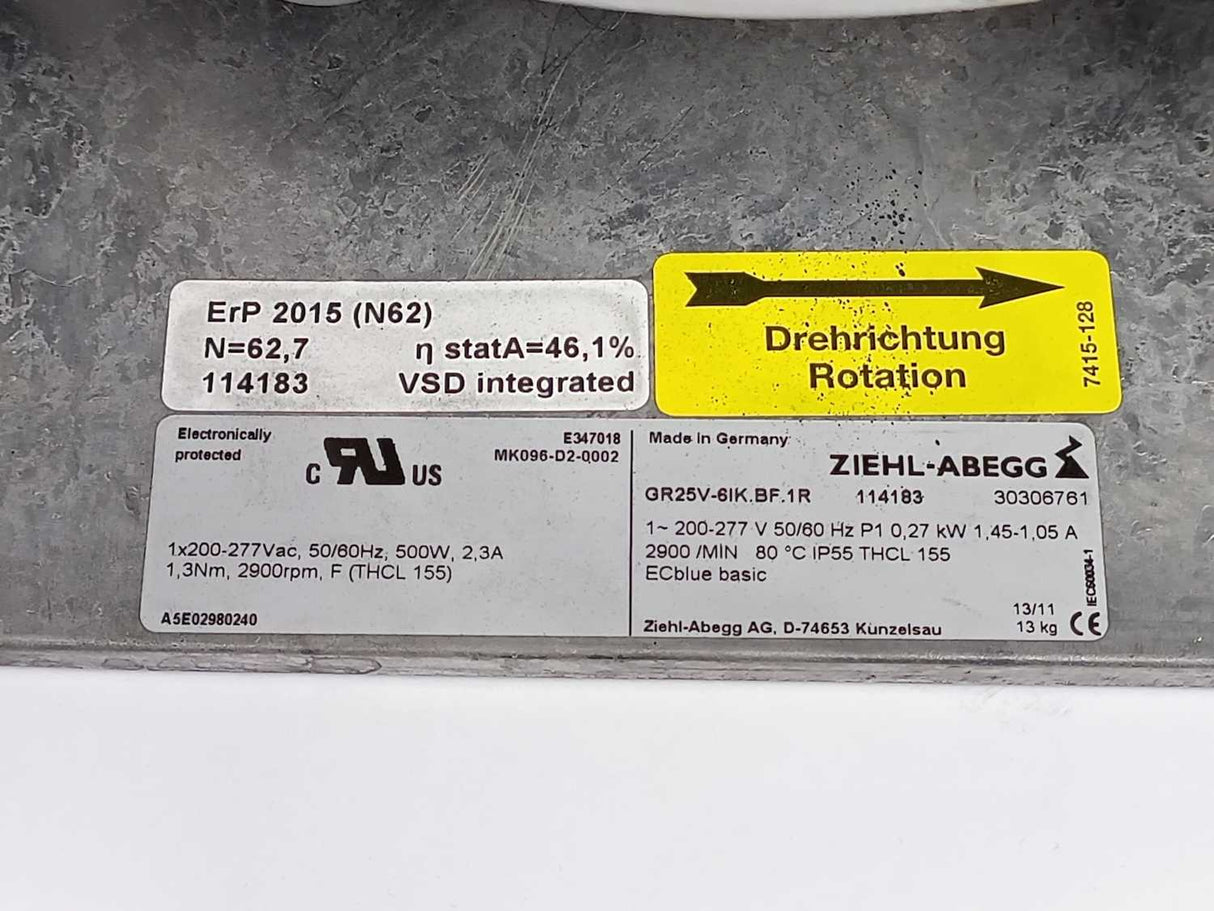 ErP 2015 (N62)
N=62,7 η statA=46,1%
114183 VSD integrated
Drehrichtung
Rotation
7415-128
Electronically
protected
C RU US
E347018
MK096-D2-0002
1x200-277Vac, 50/60Hz, 500W, 2,3A
1,3Nm, 2900rpm, F (THCL 155)
A5E02980240
Made in Germany
ZIEHL-ABEGG
GR25V-6IK.BF.1R 114183 30306761
1~ 200-277 V 50/60 Hz P1 0,27 kW 1,45-1,05 A
2900 /MIN 80 °C IP55 THCL 155
ECblue basic
IEC60034-1
13/11
Ziehl-Abegg AG, D-74653 Künzelsau 13 kg CE